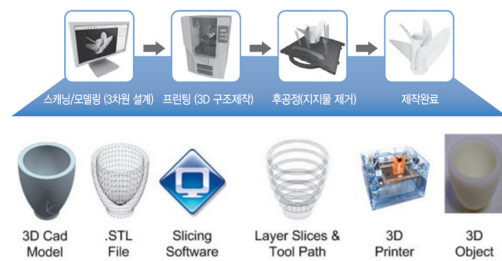 스캐닝/모델링 (3차원 설계) 프린팅 (3D 구조제작) 후공정(지지물 제거) 제작완료
3D Cad Model
.STL File
Slicing Software
Layer Slices & Tool Path
3D Printer
3D Object